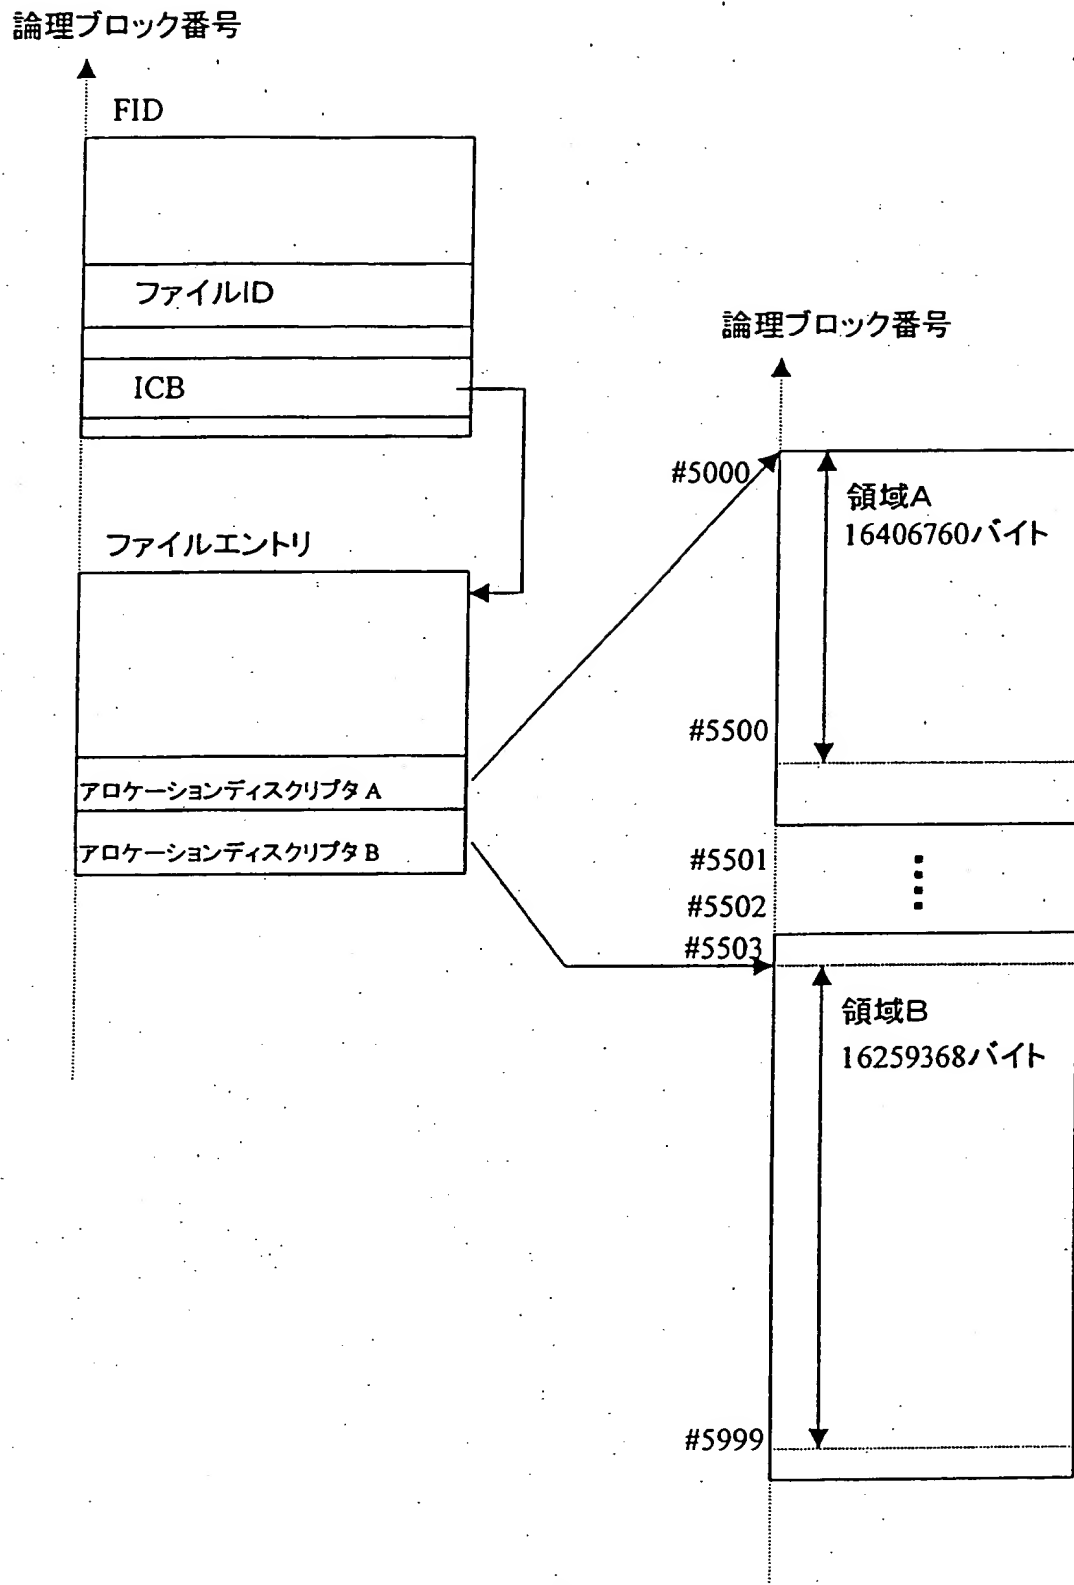 論理ブロック番号
FID
ファイルID
ICB
ファイルエントリ
アロケーションディスクリプタ A
アロケーションディスクリプタ B
論理ブロック番号
#5000
領域A
16406760バイト
#5500
#5501
#5502
#5503
領域B
16259368バイト
#5999